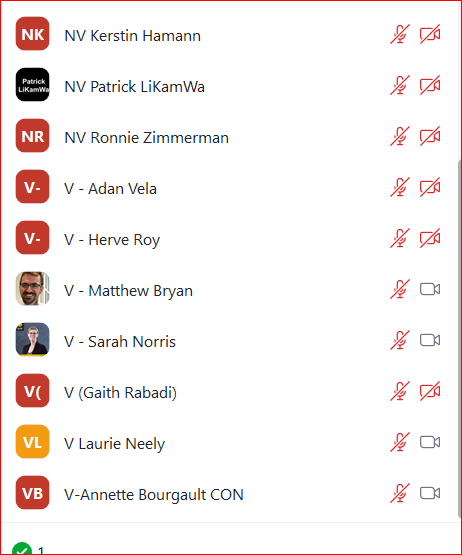 NK NV Kerstin Hamann
Patrick LiKamWa NV Patrick LiKamWa
NR NV Ronnie Zimmerman
V- V - Adan Vela
V- V - Herve Roy
V - Matthew Bryan
V - Sarah Norris
V( V (Gaith Rabadi)
VL V Laurie Neely
VB V-Annette Bourgault CON
1